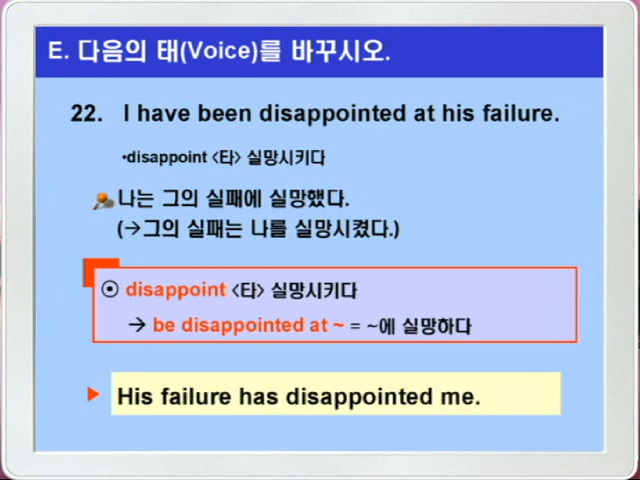 E. 다음의 태(Voice)를 바꾸시오.
22. I have been disappointed at his failure.
•disappoint <타> 실망시키다
나는 그의 실패에 실망했다.
(→그의 실패는 나를 실망시켰다.)
⊙ disappoint <타> 실망시키다
→ be disappointed at ~ = ~에 실망하다
▶ His failure has disappointed me.